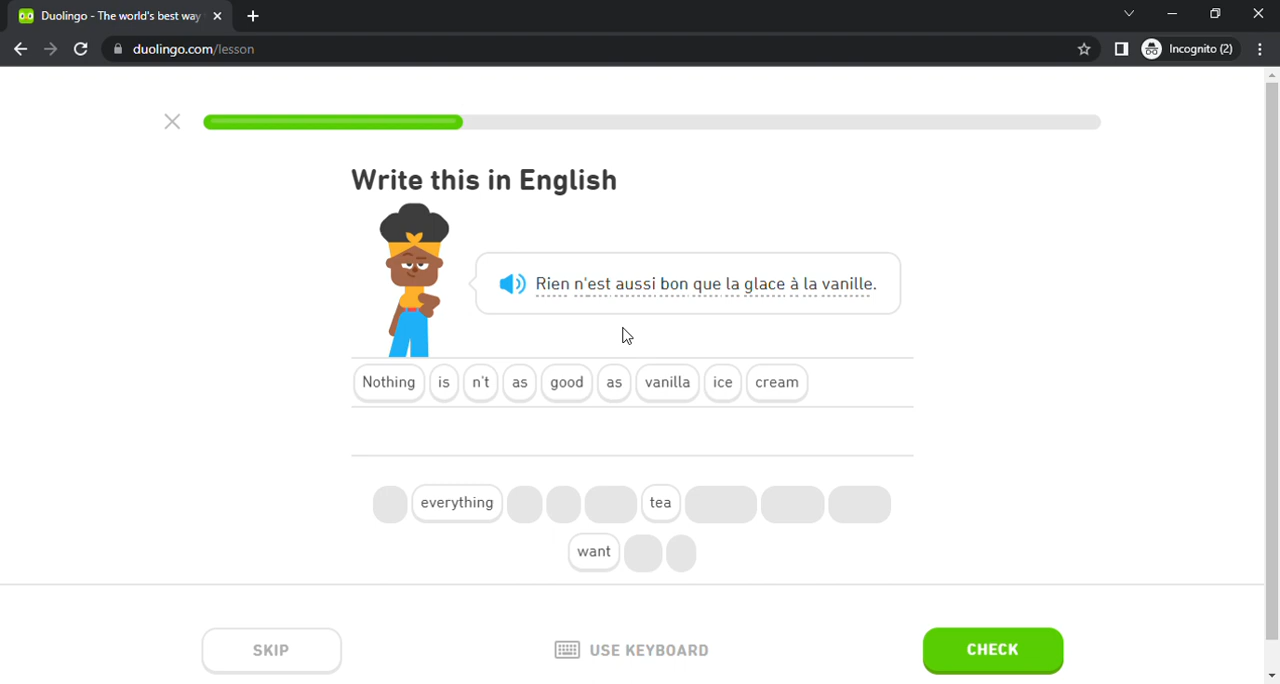 Duolingo - The world's best way
duolingo.com/lesson
Incognito (2)
Write this in English
Rien n'est aussi bon que la glace à la vanille.
Nothing is n't as good as vanilla ice cream
everything tea
want
SKIP USE KEYBOARD CHECK